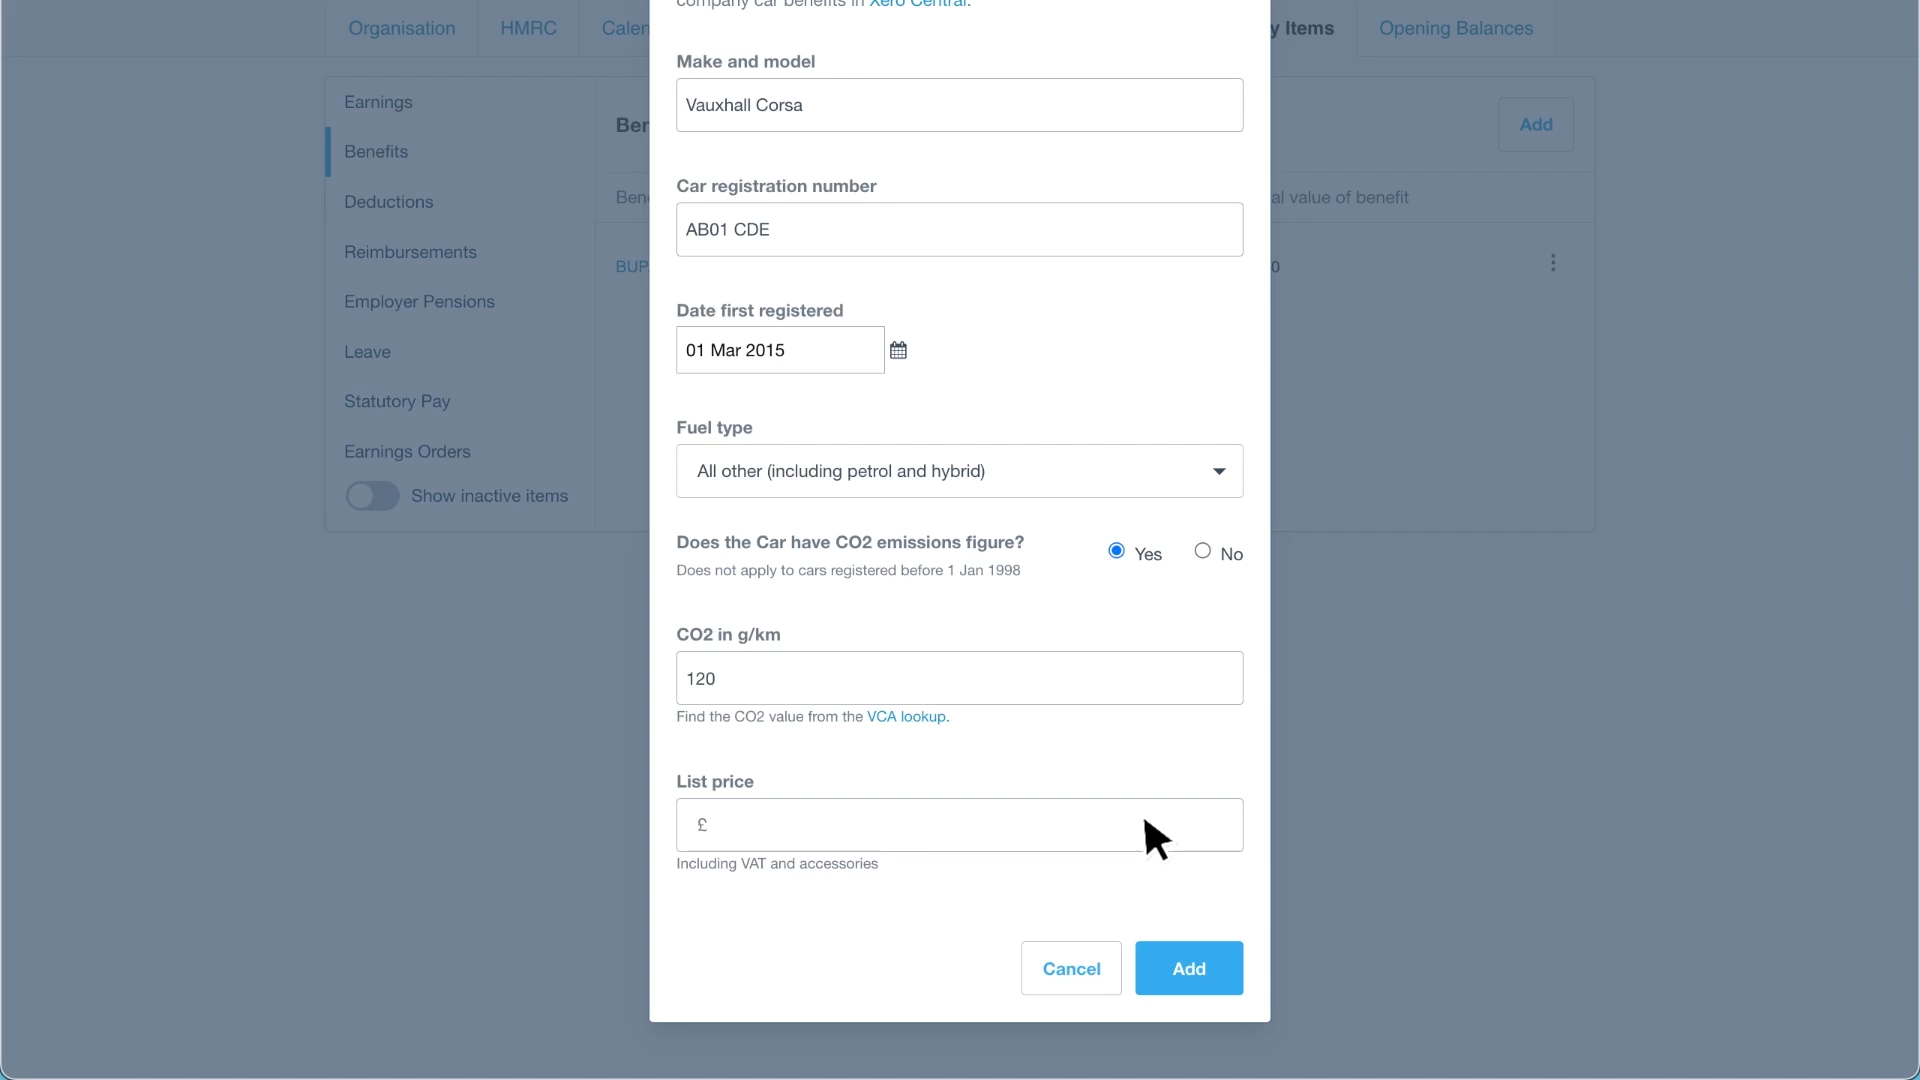 company car benefits in Xero Central.
Organisation
HMRC
y Items
Opening Balances
Earnings
Benefits
Deductions
Reimbursements
Employer Pensions
Leave
Statutory Pay
Earnings Orders
Show inactive items
Add
al value of benefit
BUP
0
Make and model
Vauxhall Corsa
Car registration number
AB01 CDE
Date first registered
01 Mar 2015
Fuel type
All other (including petrol and hybrid)
Does the Car have CO2 emissions figure?
Does not apply to cars registered before 1 Jan 1998
Yes
No
CO2 in g/km
120
Find the CO2 value from the VCA lookup.
List price
£
Including VAT and accessories
Cancel
Add